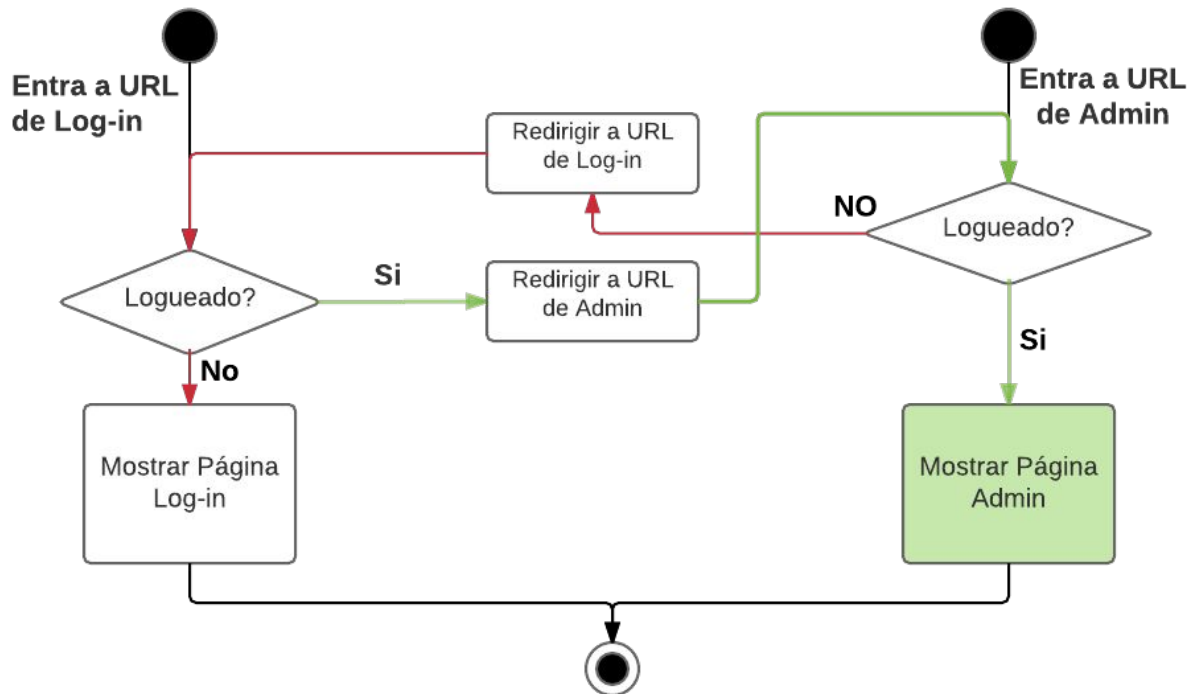 Entra a URL
de Log-in
Entra a URL
de Admin
Redirigir a URL
de Log-in
NO
Logueado?
Logueado?
Si
Redirigir a URL
de Admin
Si
No
Mostrar Página
Log-in
Mostrar Página
Admin